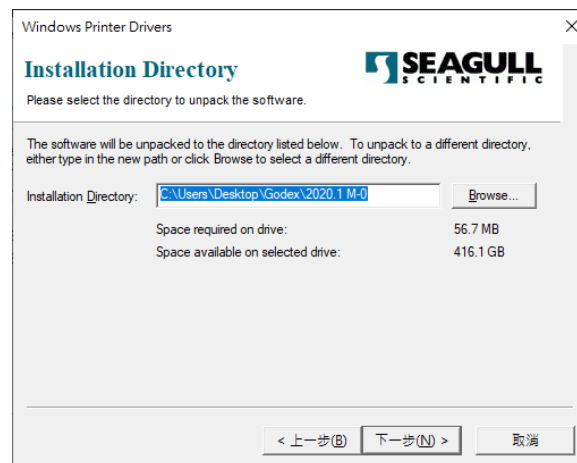 Windows Printer Drivers
Installation Directory
SEAGULL
SCIENTIFIC
Please select the directory to unpack the software.
The software will be unpacked to the directory listed below. To unpack to a different directory,
either type in the new path or click Browse to select a different directory.
Installation Directory: C:\Users\Desktop\Godex\2020.1 M-0 Browse...
Space required on drive: 56.7 MB
Space available on selected drive: 416.1 GB
< 上一步(B) 下一步(N) > 取消